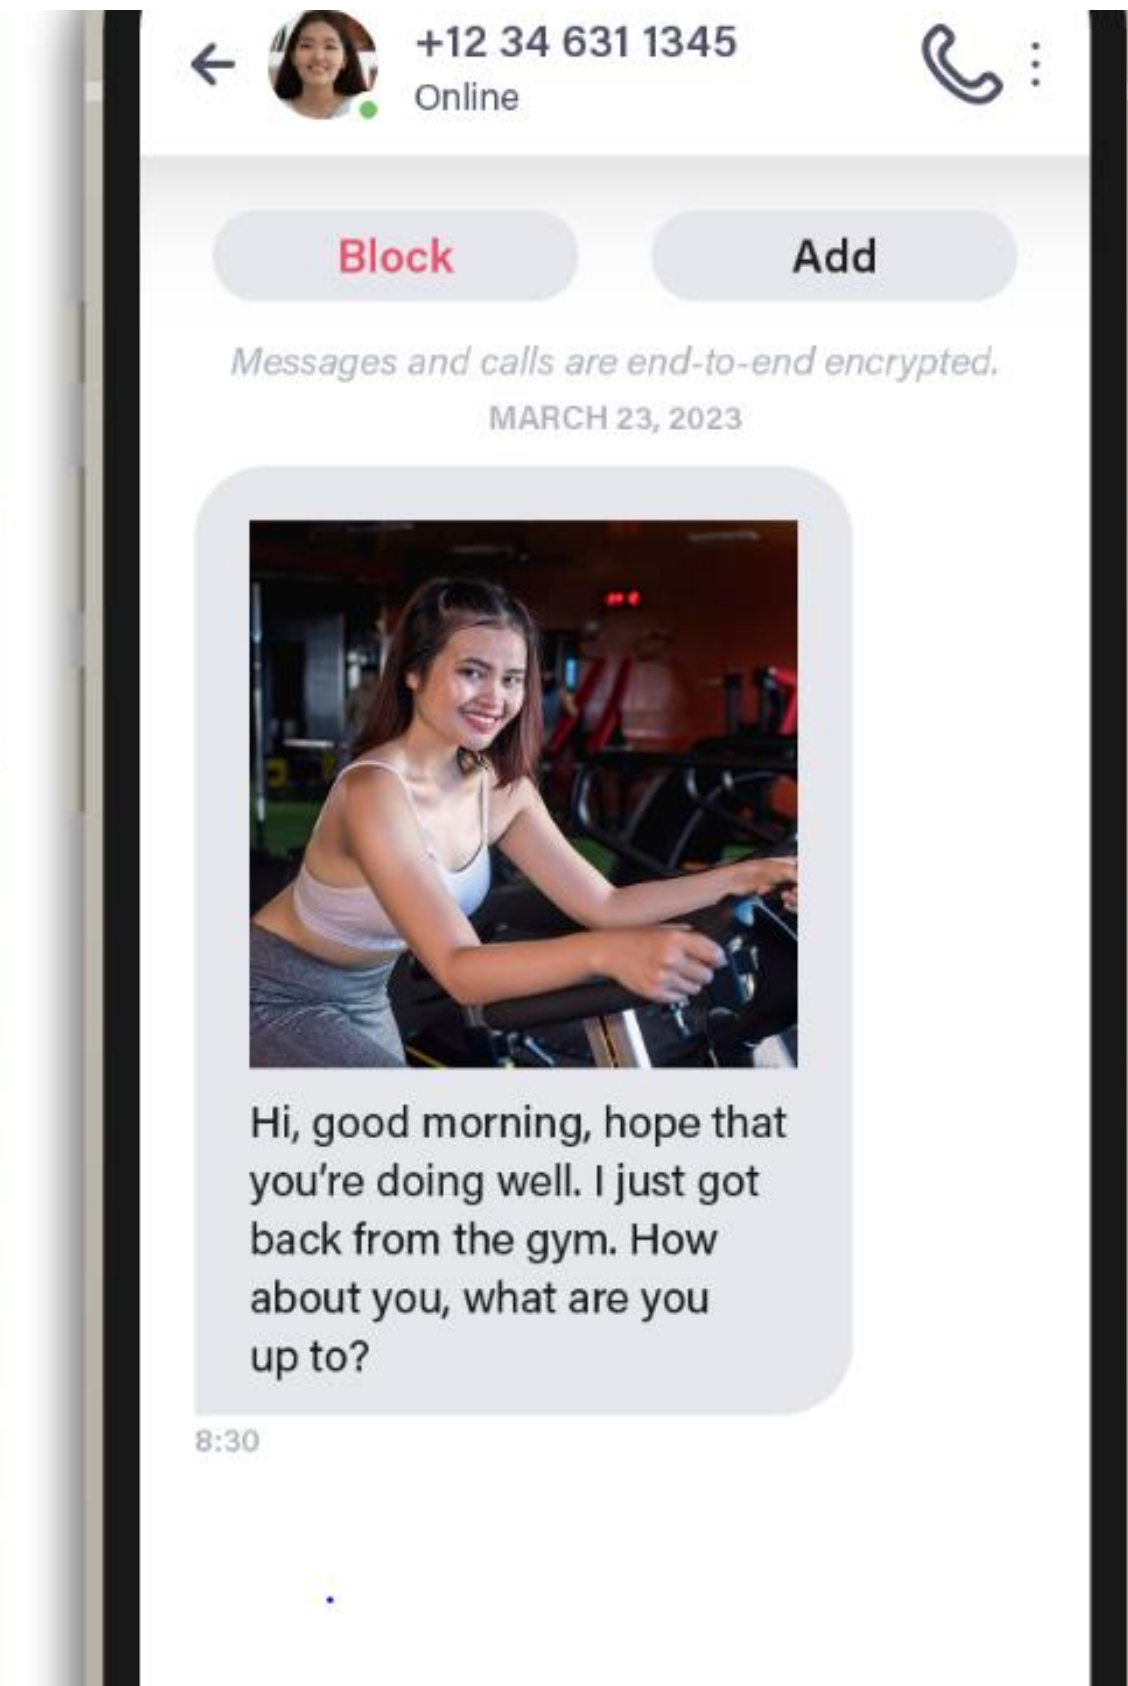 +12 34 631 1345
Online
Block
Add
Messages and calls are end-to-end encrypted.
MARCH 23, 2023
Hi, good morning, hope that
you’re doing well. I just got
back from the gym. How
about you, what are you
up to?
8:30